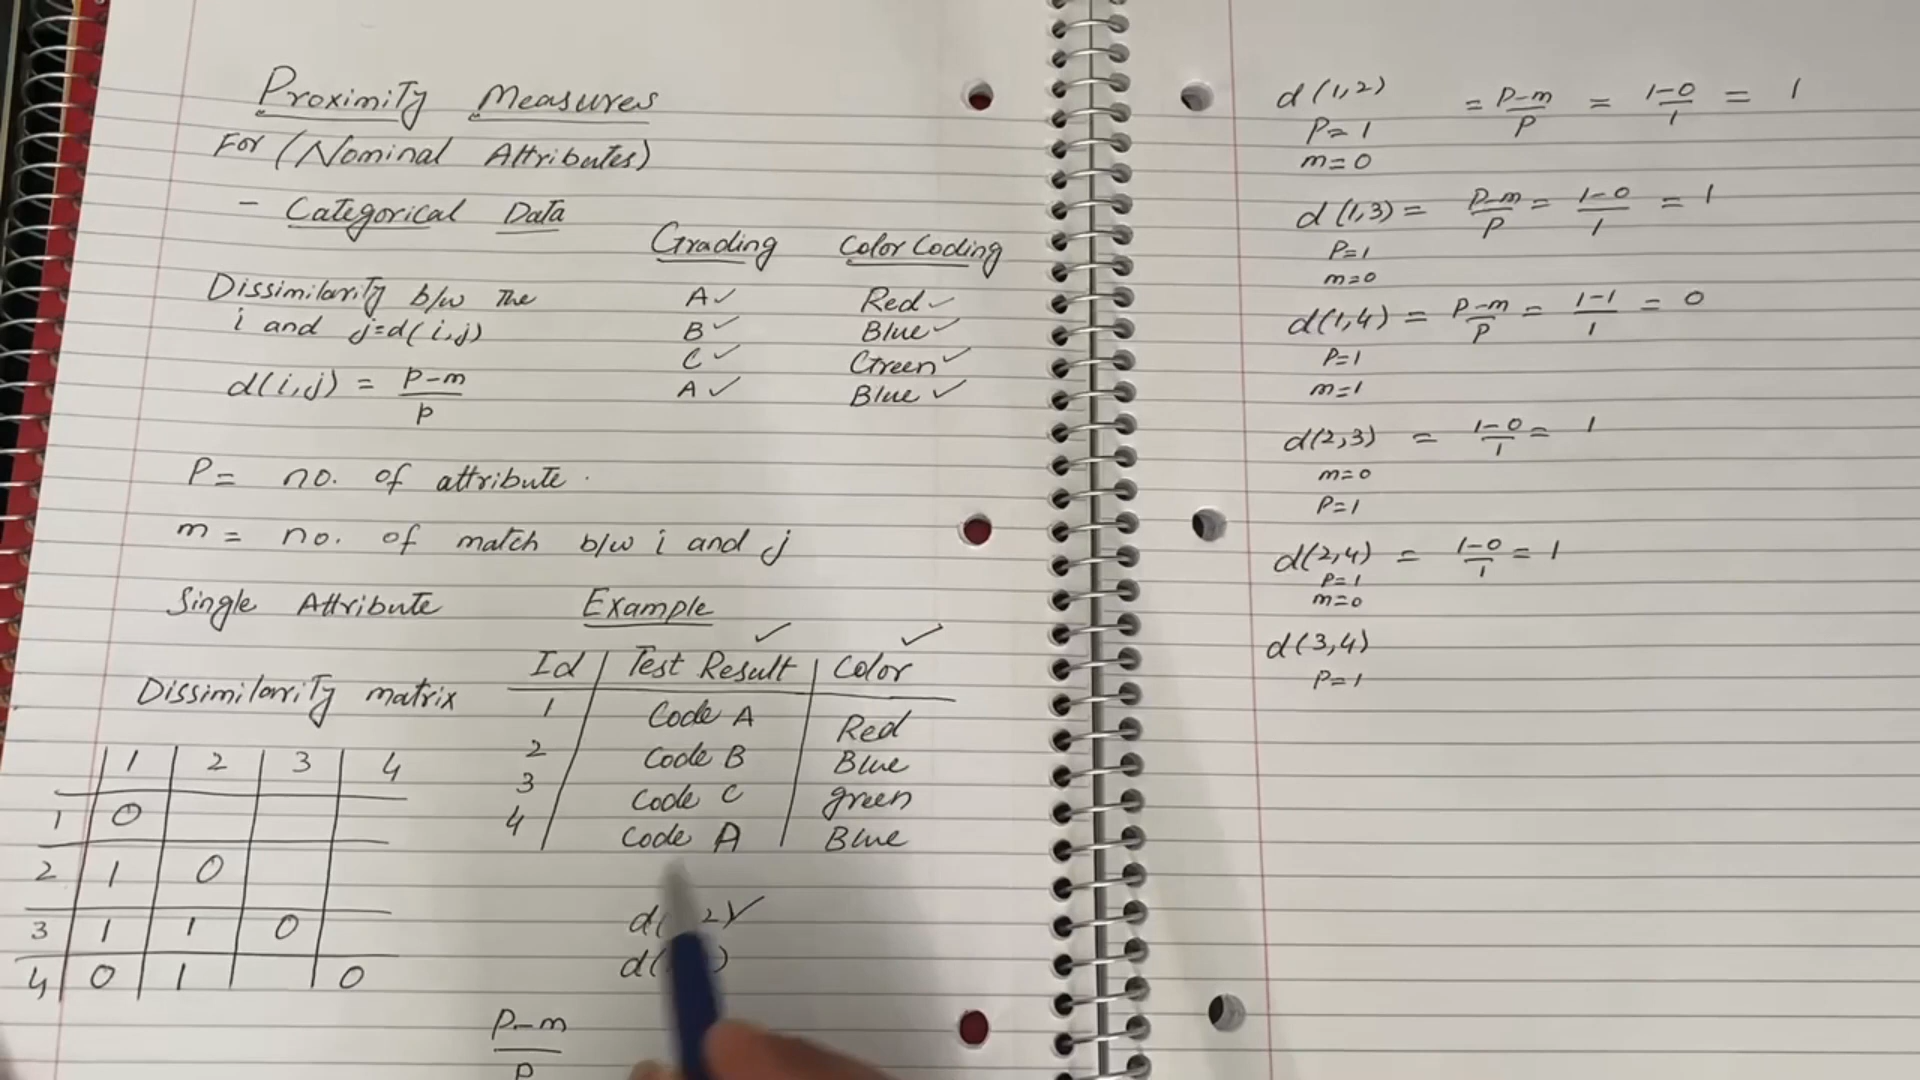 Proximity Measures
For (Nominal Attributes)
- Categorical Data
Grading Color Coding
Dissimilarity b/w The
i and j=d(i,j)
A✓ Red✓
B✓ Blue✓
C✓ Green✓
A✓ Blue✓
d(i,j) = P-m
P
P = no. of attribute.
m = no. of match b/w i and j
Single Attribute Example
Id Test Result ✓ Color ✓
1 Code A Red
2 Code B Blue
3 Code C green
4 Code A Blue
Dissimilarity matrix
1 2 3 4
1 0
2 1 0
3 1 1 0
4 0 1 0
d( 2)✓
d( )
P-m
P
d(1,2) = P-m/P = 1-0/1 = 1
P=1
m=0
d(1,3) = P-m/P = 1-0/1 = 1
P=1
m=0
d(1,4) = P-m/P = 1-1/1 = 0
P=1
m=1
d(2,3) = 1-0/1 = 1
m=0
P=1
d(2,4) = 1-0/1 = 1
P=1
m=0
d(3,4)
P=1